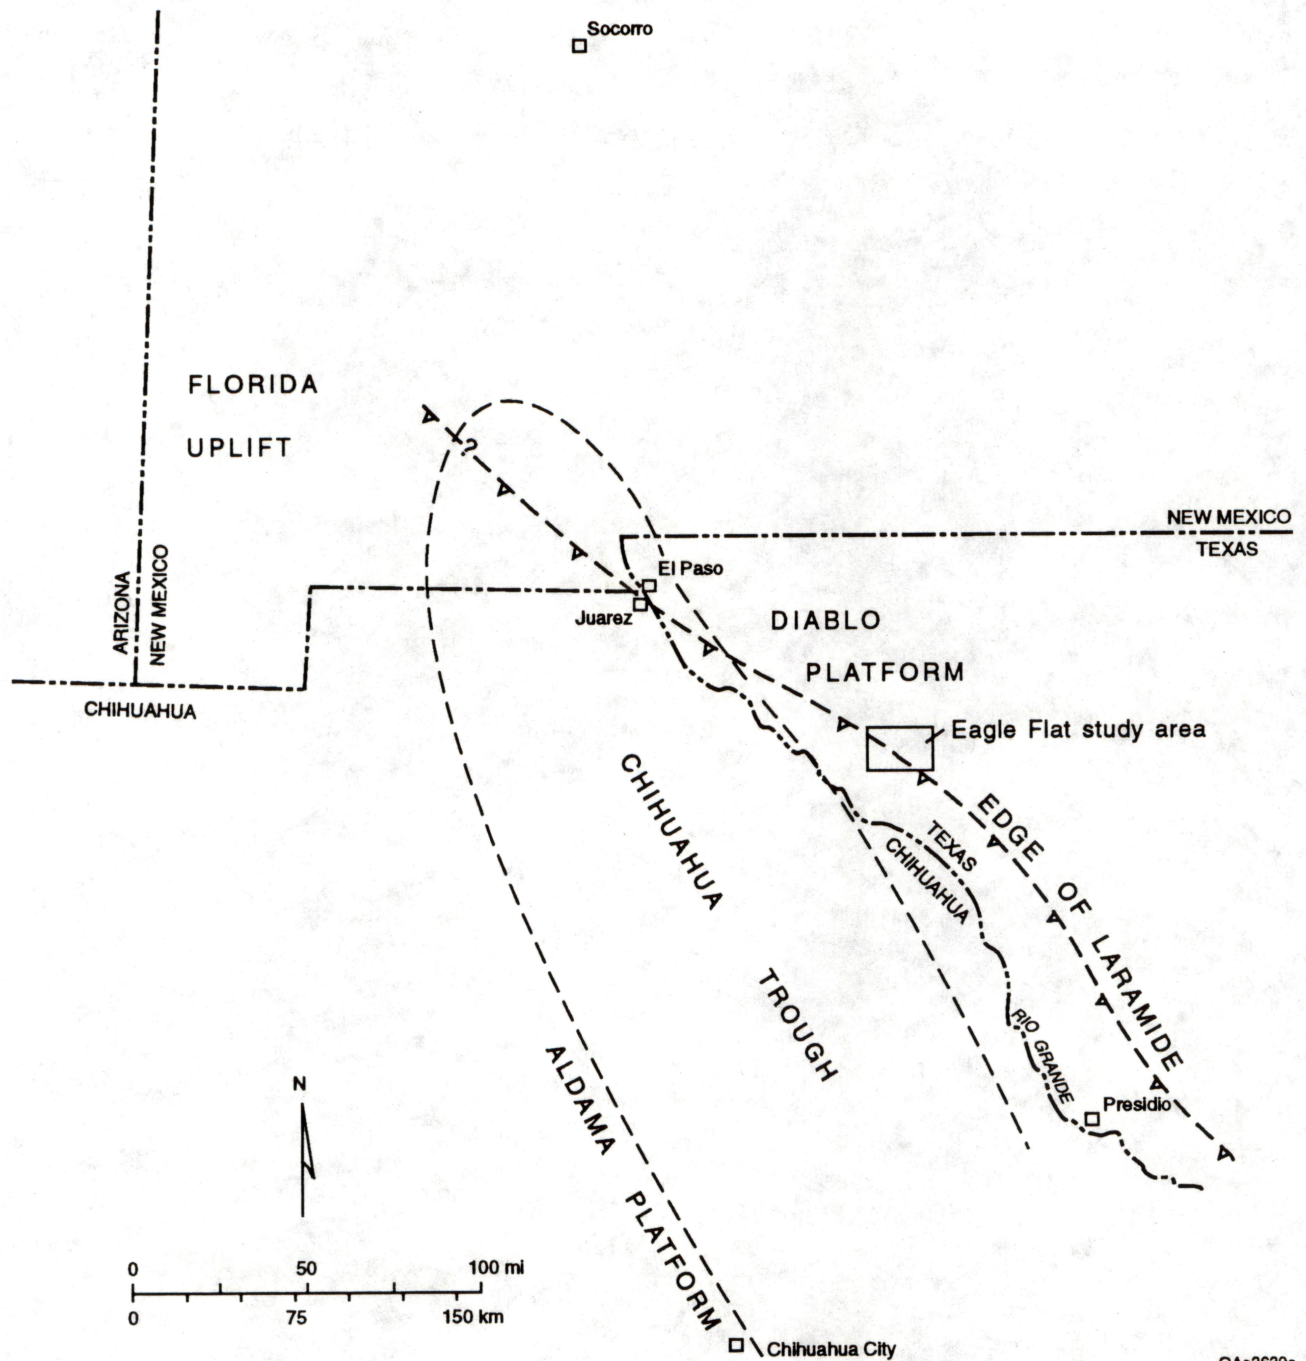 Socorro
FLORIDA
UPLIFT
?
NEW MEXICO
TEXAS
ARIZONA
NEW MEXICO
El Paso
Juarez
DIABLO
PLATFORM
CHIHUAHUA
Eagle Flat study area
CHIHUAHUA
TROUGH
EDGE OF LARAMIDE
TEXAS
CHIHUAHUA
RIO GRANDE
Presidio
ALDAMA
PLATFORM
N
0 50 100 mi
0 75 150 km
Chihuahua City